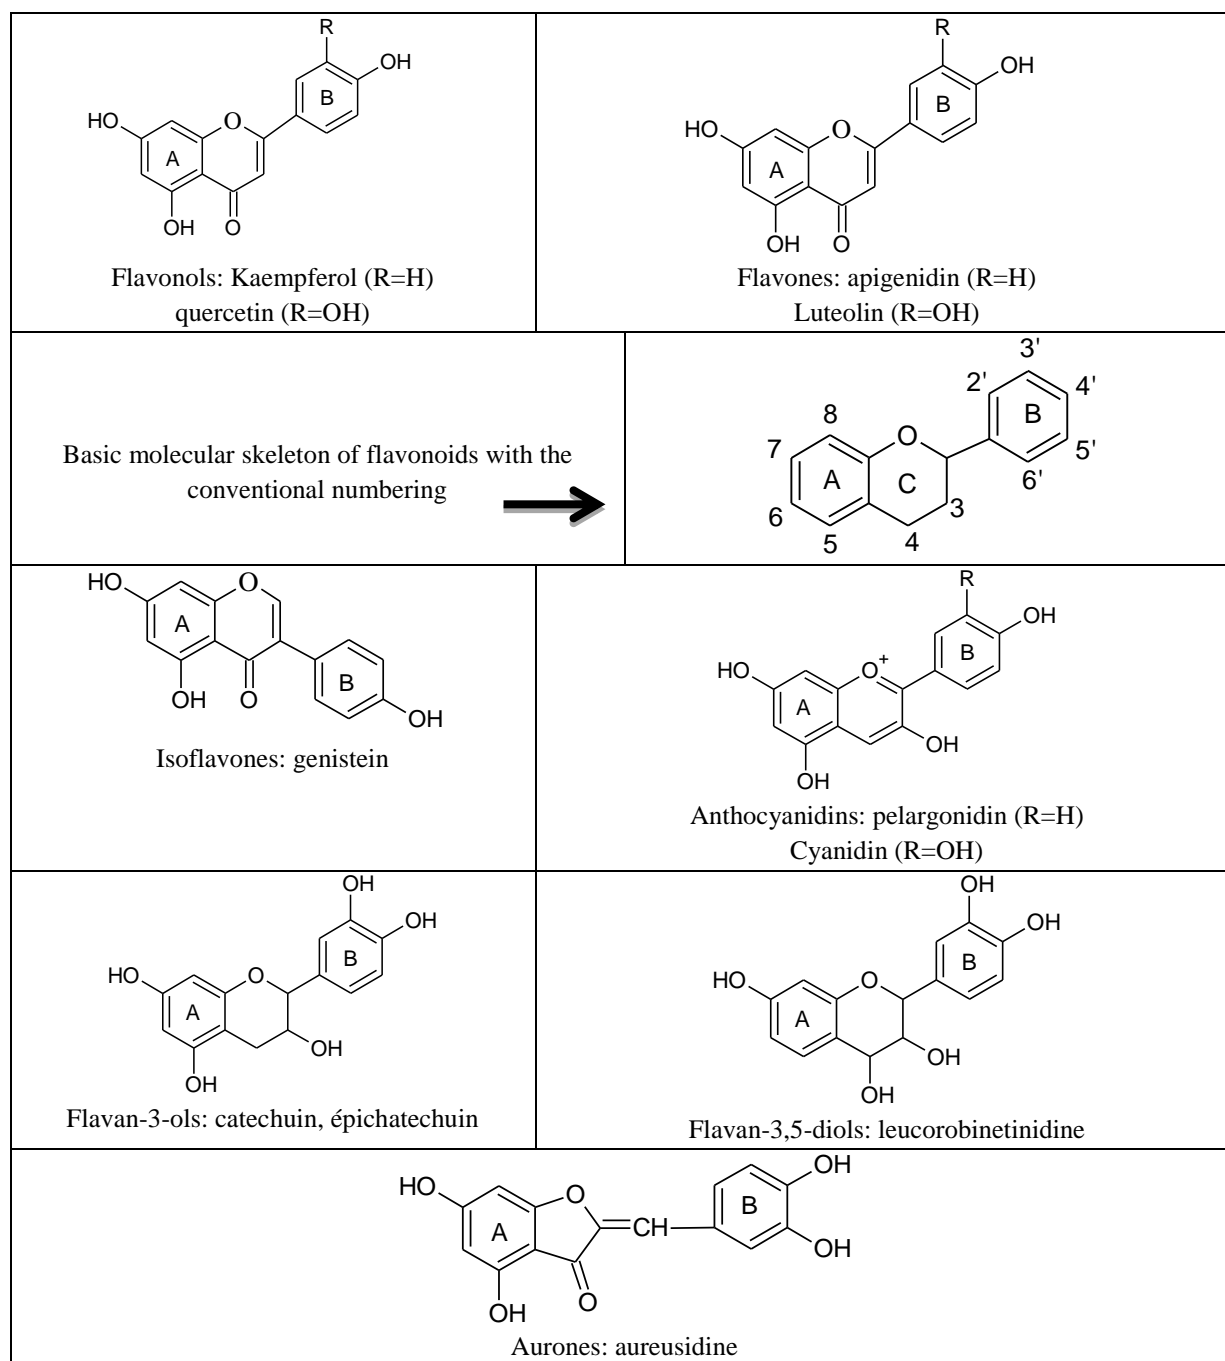 R
OH
B
HO
O
A
OH
O
Flavonols: Kaempferol (R=H)
quercetin (R=OH)
R
OH
B
HO
O
A
OH
O
Flavones: apigenidin (R=H)
Luteolin (R=OH)
Basic molecular skeleton of flavonoids with the
conventional numbering
3'
2'
4'
8
B
O
7
5'
A
C
6'
6
3
5
4
HO
O
A
B
OH
O
OH
Isoflavones: genistein
R
OH
B
HO
O+
A
OH
OH
Anthocyanidins: pelargonidin (R=H)
Cyanidin (R=OH)
OH
OH
B
HO
O
A
OH
OH
Flavan-3-ols: catechuin, épichatechuin
OH
OH
B
HO
O
A
OH
OH
Flavan-3,5-diols: leucorobinetinidine
OH
HO
O
B
A
CH
OH
O
OH
Aurones: aureusidine